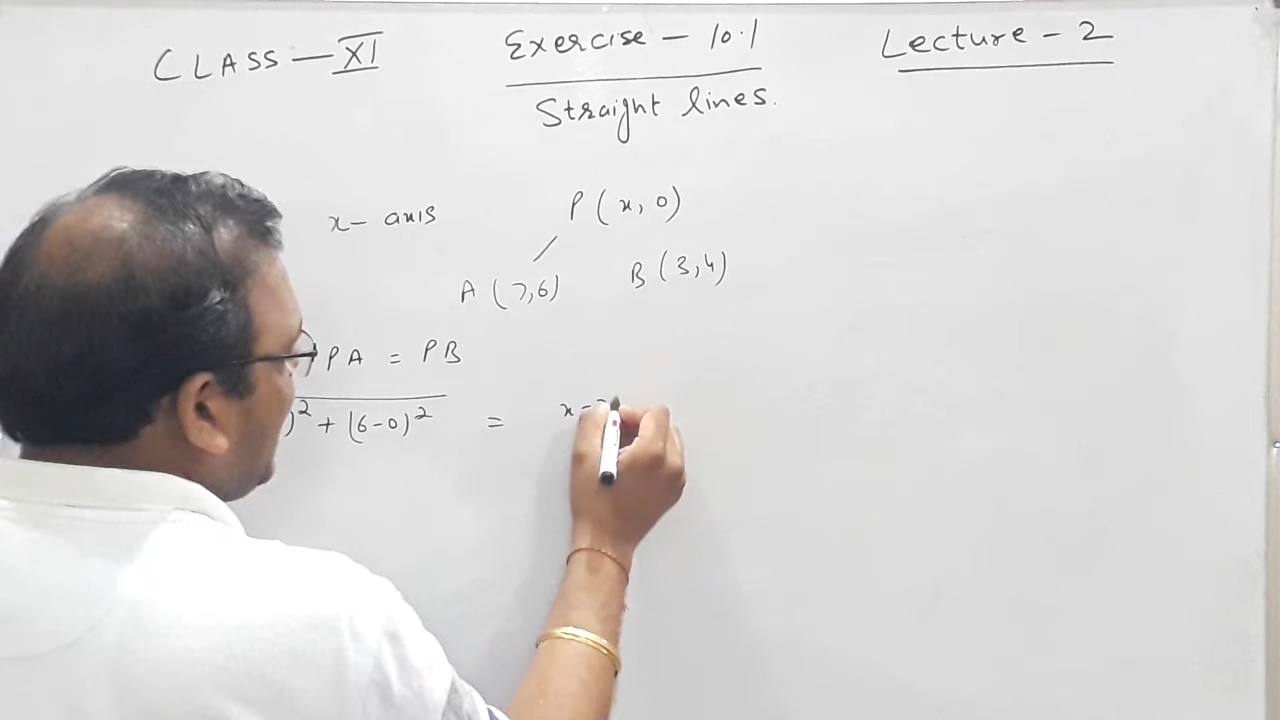 CLASS – XI
Exercise – 10.1
Lecture – 2
Straight lines.
x – axis
P (x, 0)
A (7,6)
B (3,4)
PA = PB
)² + (6-0)² = x -